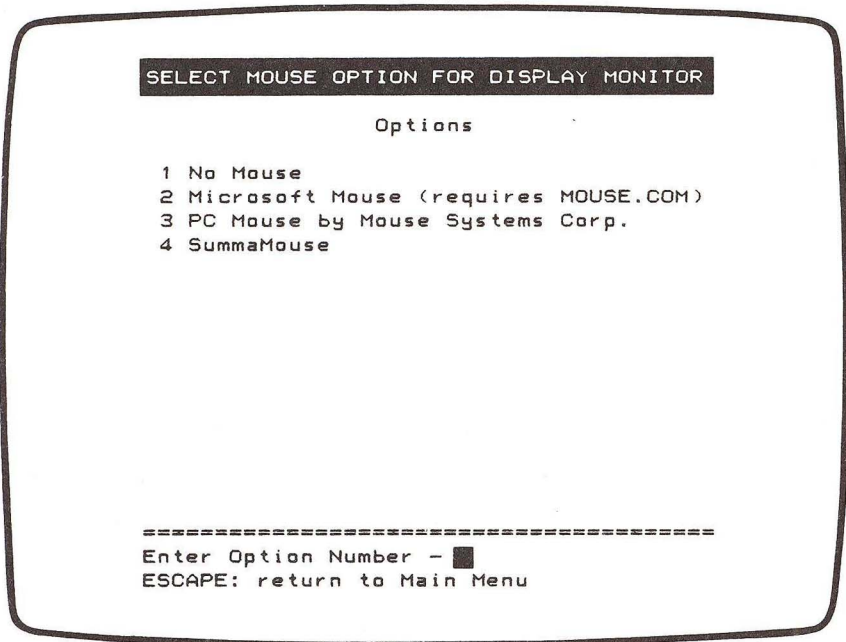 SELECT MOUSE OPTION FOR DISPLAY MONITOR
Options
1 No Mouse
2 Microsoft Mouse (requires MOUSE.COM)
3 PC Mouse by Mouse Systems Corp.
4 SummaMouse
========================================
Enter Option Number -
ESCAPE: return to Main Menu